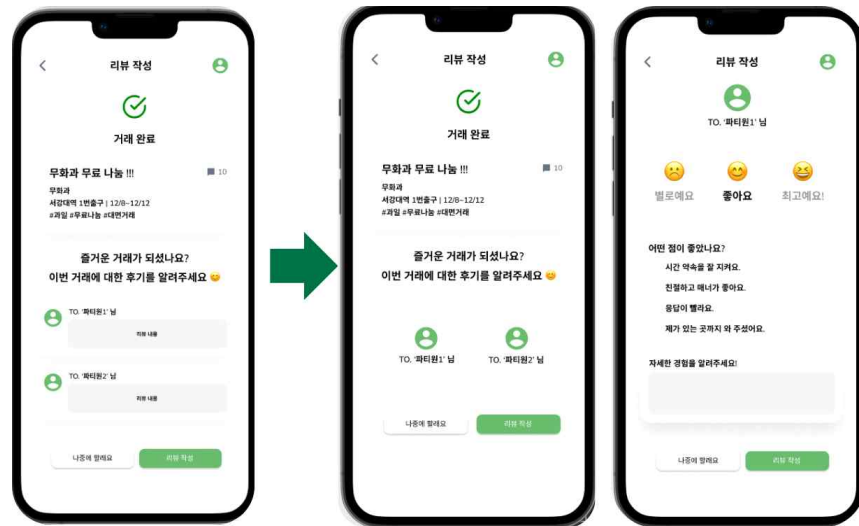 리뷰 작성
거래 완료
무화과 무료 나눔 !!!
10
무화과
서강대역 1번출구 | 12/8~12/12
#과일 #무료나눔 #대면거래
즐거운 거래가 되셨나요?
이번 거래에 대한 후기를 알려주세요 😊
TO. '파티원1' 님
리뷰 내용
TO. '파티원2' 님
리뷰 내용
나중에 할래요
리뷰 작성
리뷰 작성
거래 완료
무화과 무료 나눔 !!!
10
무화과
서강대역 1번출구 | 12/8~12/12
#과일 #무료나눔 #대면거래
즐거운 거래가 되셨나요?
이번 거래에 대한 후기를 알려주세요 😊
TO. '파티원1' 님
TO. '파티원2' 님
나중에 할래요
리뷰 작성
리뷰 작성
TO. '파티원1' 님
별로예요
좋아요
최고예요!
어떤 점이 좋았나요?
시간 약속을 잘 지켜요.
친절하고 매너가 좋아요.
응답이 빨라요.
제가 있는 곳까지 와 주셨어요.
자세한 경험을 알려주세요!
나중에 할래요
리뷰 작성